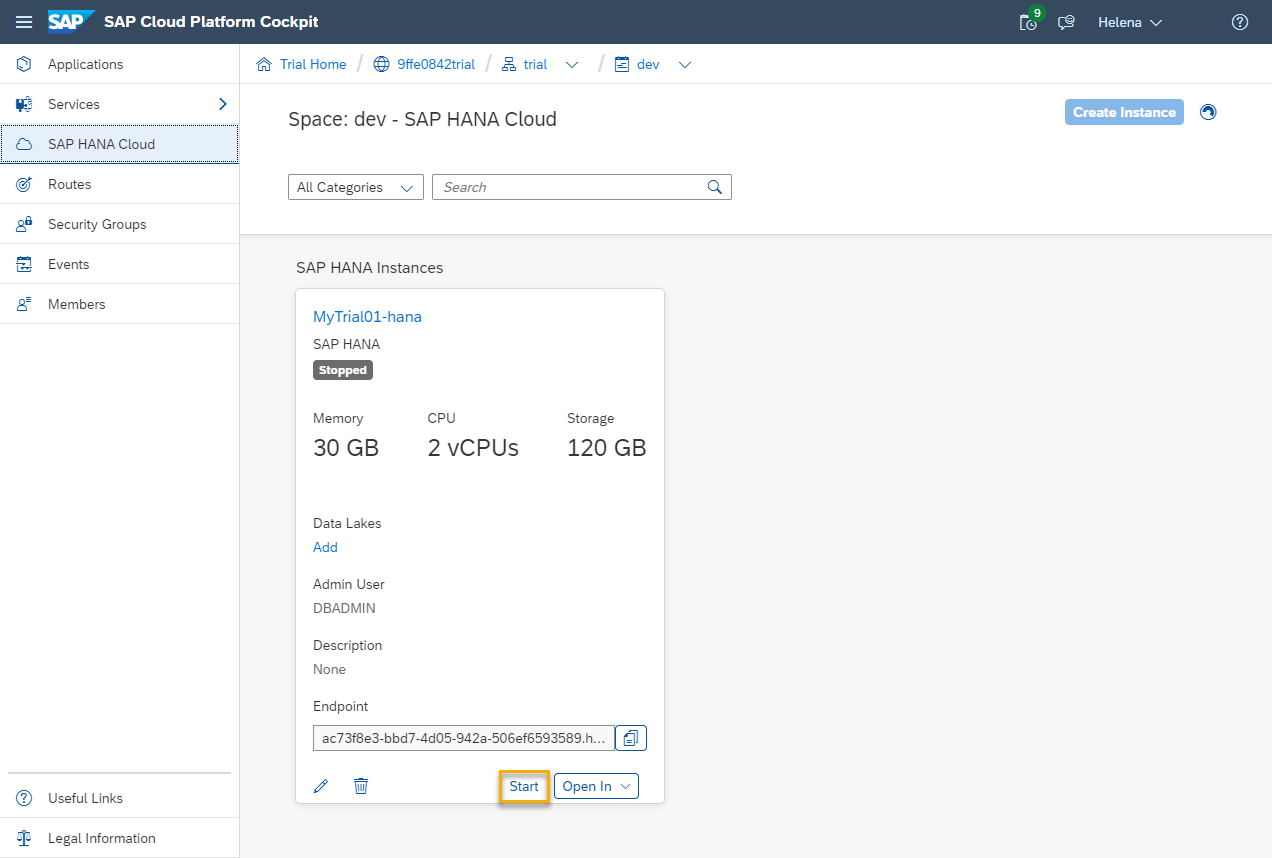 SAP SAP Cloud Platform Cockpit
9
Helena
Applications
Services
SAP HANA Cloud
Routes
Security Groups
Events
Members
Useful Links
Legal Information
Trial Home / 9ffe0842trial / trial / dev
Space: dev - SAP HANA Cloud
Create Instance
All Categories
Search
SAP HANA Instances
MyTrial01-hana
SAP HANA
Stopped
Memory CPU Storage
30 GB 2 vCPUs 120 GB
Data Lakes
Add
Admin User
DBADMIN
Description
None
Endpoint
ac73f8e3-bbd7-4d05-942a-506ef6593589.h...
Start Open In